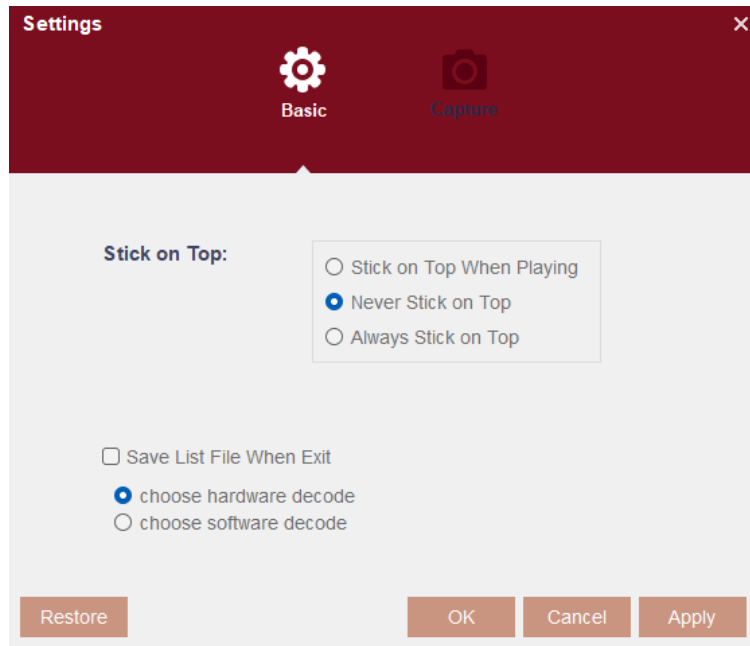 Settings
Basic
Capture
Stick on Top:
Stick on Top When Playing
Never Stick on Top
Always Stick on Top
Save List File When Exit
choose hardware decode
choose software decode
Restore
OK
Cancel
Apply